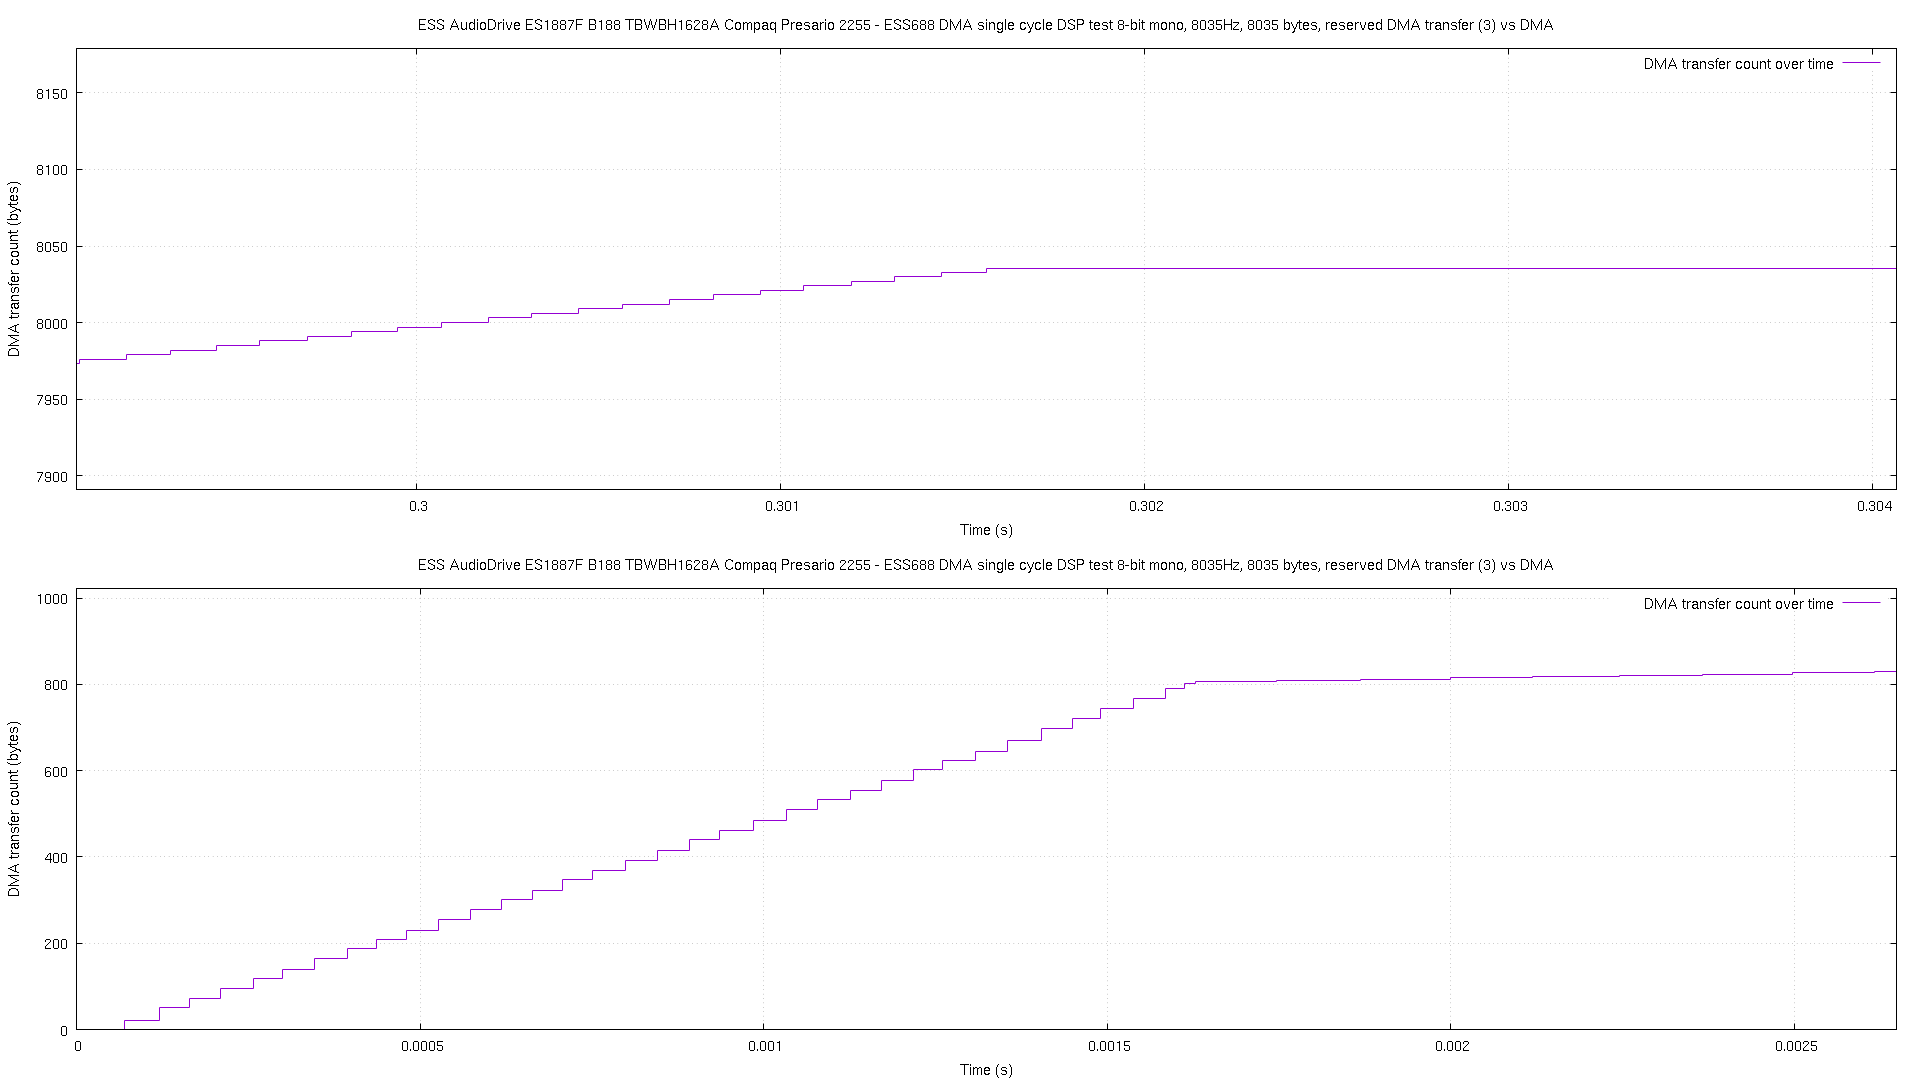 ESS AudioDrive ES1887F B188 TBWBH1628A Compaq Presario 2255 - ESS688 DMA single cycle DSP test 8-bit mono, 8035Hz, 8035 bytes, reserved DMA transfer (3) vs DMA
DMA transfer count over time
8150
8100
8050
8000
7950
7900
DMA transfer count (bytes)
0.3 0.301 0.302 0.303 0.304
Time (s)
ESS AudioDrive ES1887F B188 TBWBH1628A Compaq Presario 2255 - ESS688 DMA single cycle DSP test 8-bit mono, 8035Hz, 8035 bytes, reserved DMA transfer (3) vs DMA
DMA transfer count over time
1000
800
600
400
200
0
DMA transfer count (bytes)
0 0.0005 0.001 0.0015 0.002 0.0025
Time (s)